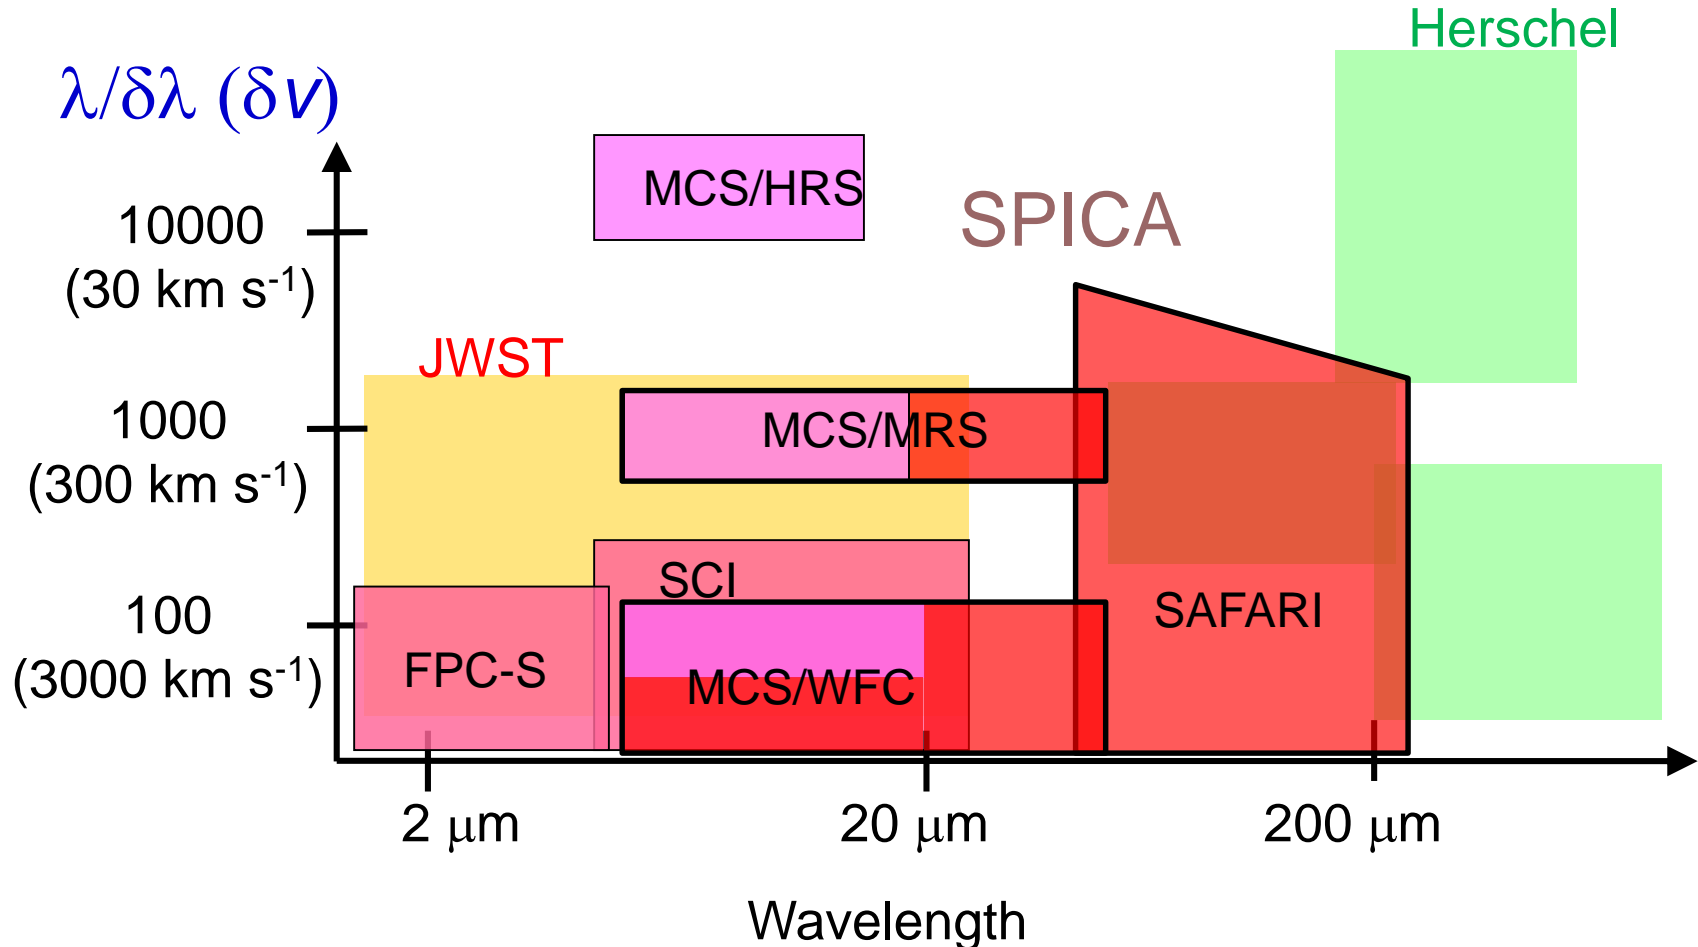 Herschel
λ/δλ (δv)
MCS/HRS
SPICA
10000
(30 km s-1)
JWST
1000
(300 km s-1)
MCS/MRS
SCI
100
(3000 km s-1)
SAFARI
FPC-S
MCS/WFC
2 μm
20 μm
200 μm
Wavelength